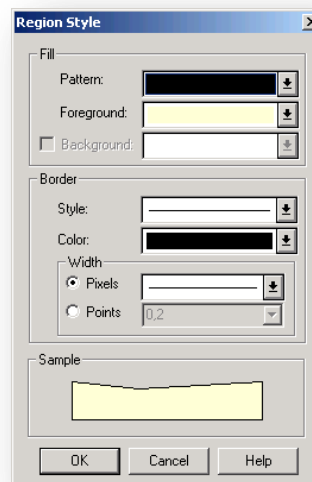 Region Style
Fill
Pattern:
Foreground:
Background:
Border
Style:
Color:
Width
Pixels
Points
0,2
Sample
OK
Cancel
Help